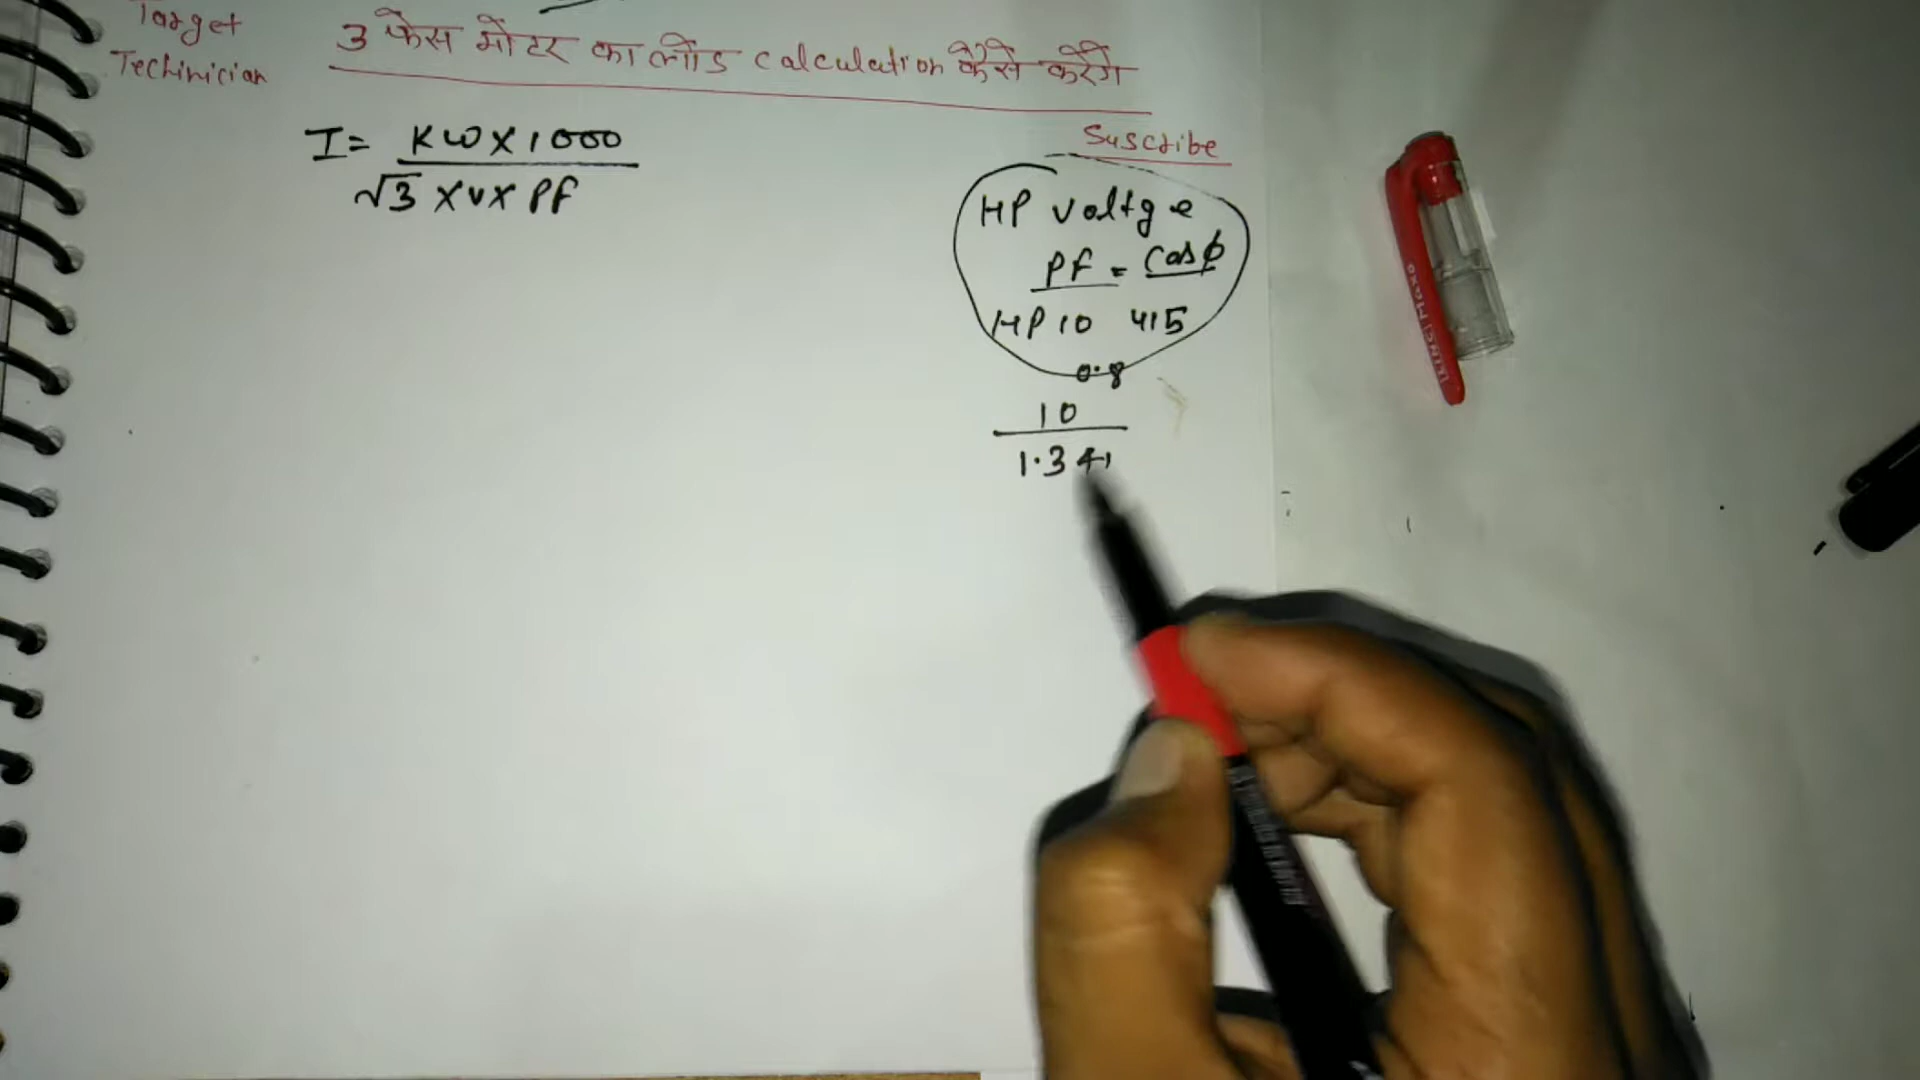 Target
Techinician
3 फेस मोटर का लोड calculation कैसे करेंगे
I = KW X 1000
√3 X V X PF
Suscribe
HP voltge
PF = Cosϕ
HP 10 415
0.8
10
1.341